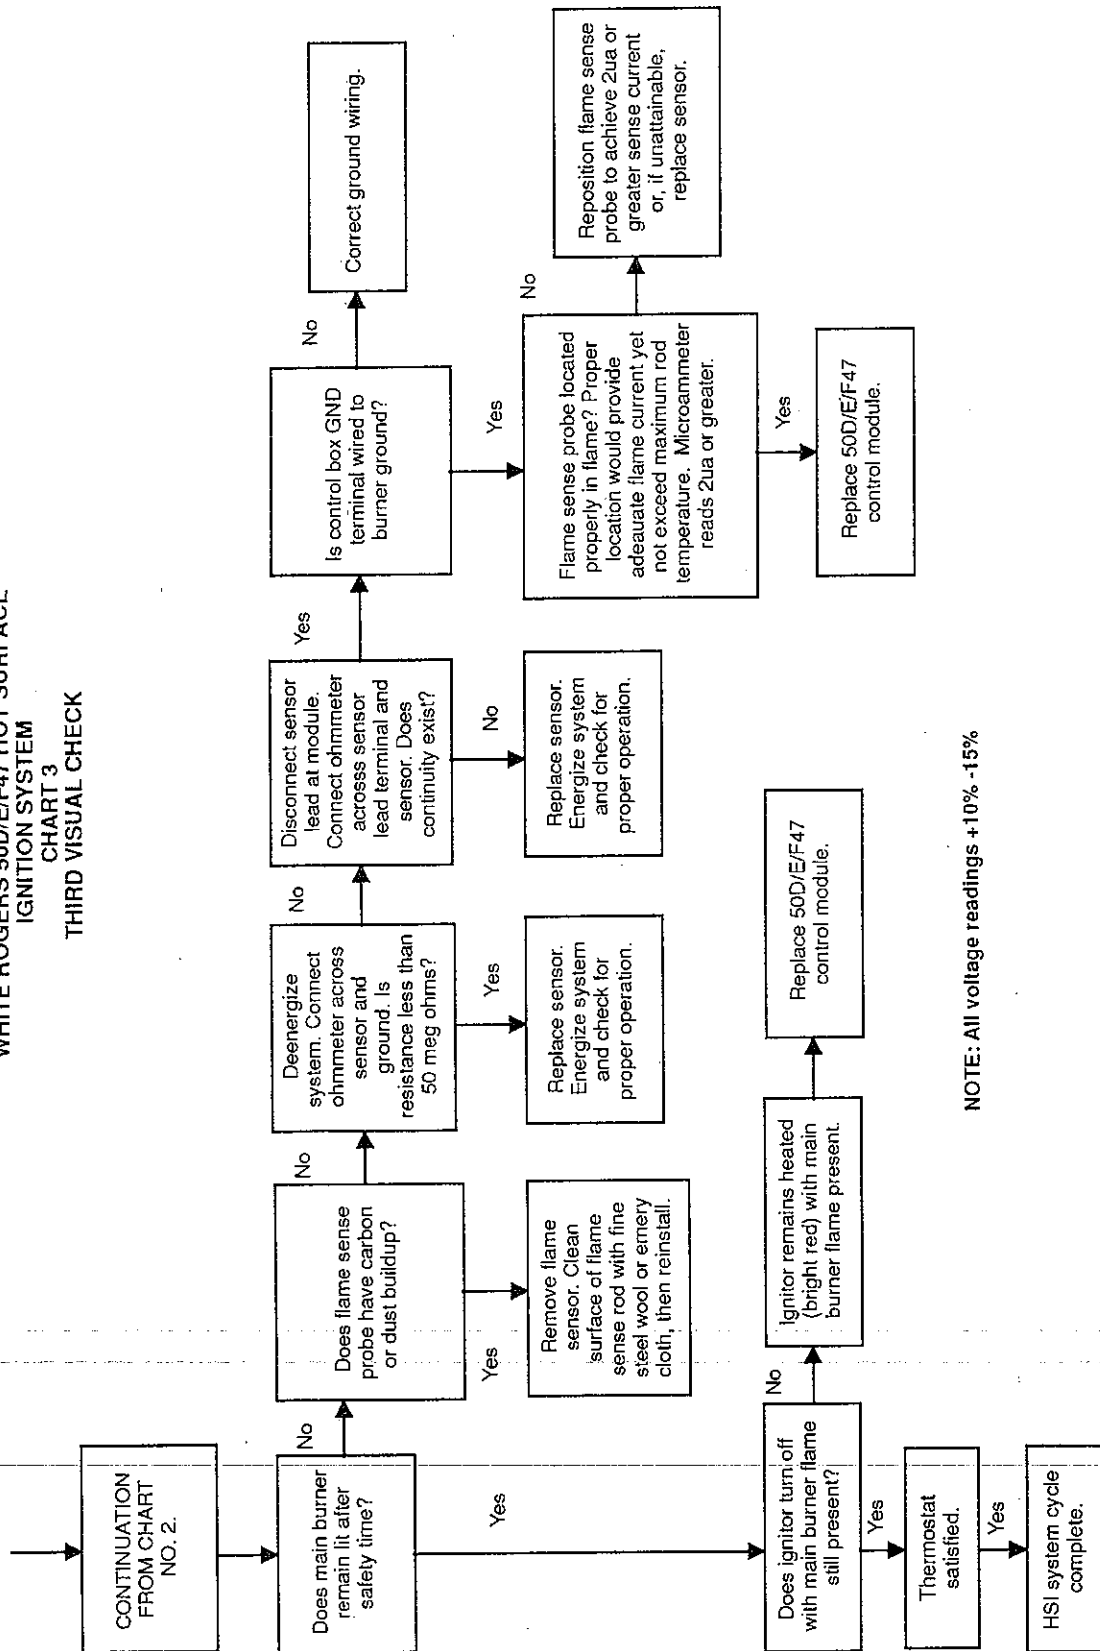 WHITE ROGERS 50D/E/F47 HOT SURFACE
IGNITION SYSTEM
CHART 3
THIRD VISUAL CHECK
CONTINUATION
FROM CHART
NO. 2.
Does main burner
remain lit after
safety time?
No
Yes
Does flame sense
probe have carbon
or dust buildup?
No
Yes
Remove flame
sensor. Clean
surface of flame
sense rod with fine
steel wool or emery
cloth, then reinstall.
Deenergize
system. Connect
ohmmeter across
sensor and
ground. Is
resistance less than
50 meg ohms?
No
Yes
Replace sensor.
Energize system
and check for
proper operation.
Disconnect sensor
lead at module.
Connect ohmmeter
acrosss sensor
lead terminal and
sensor. Does
continuity exist?
Yes
No
Replace sensor.
Energize system
and check for
proper operation.
Is control box GND
terminal wired to
burner ground?
No
Correct ground wiring.
Yes
Flame sense probe located
properly in flame? Proper
location would provide
adeauate flame current yet
not exceed maximum rod
temperature. Microammeter
reads 2ua or greater.
No
Reposition flame sense
probe to achieve 2ua or
greater sense current
or, if unattainable,
replace sensor.
Yes
Replace 50D/E/F47
control module.
Does ignitor turn off
with main burner flame
still present?
No
Ignitor remains heated
(bright red) with main
burner flame present.
Replace 50D/E/F47
control module.
Yes
Thermostat
satisfied.
Yes
HSI system cycle
complete.
NOTE: All voltage readings +10% -15%